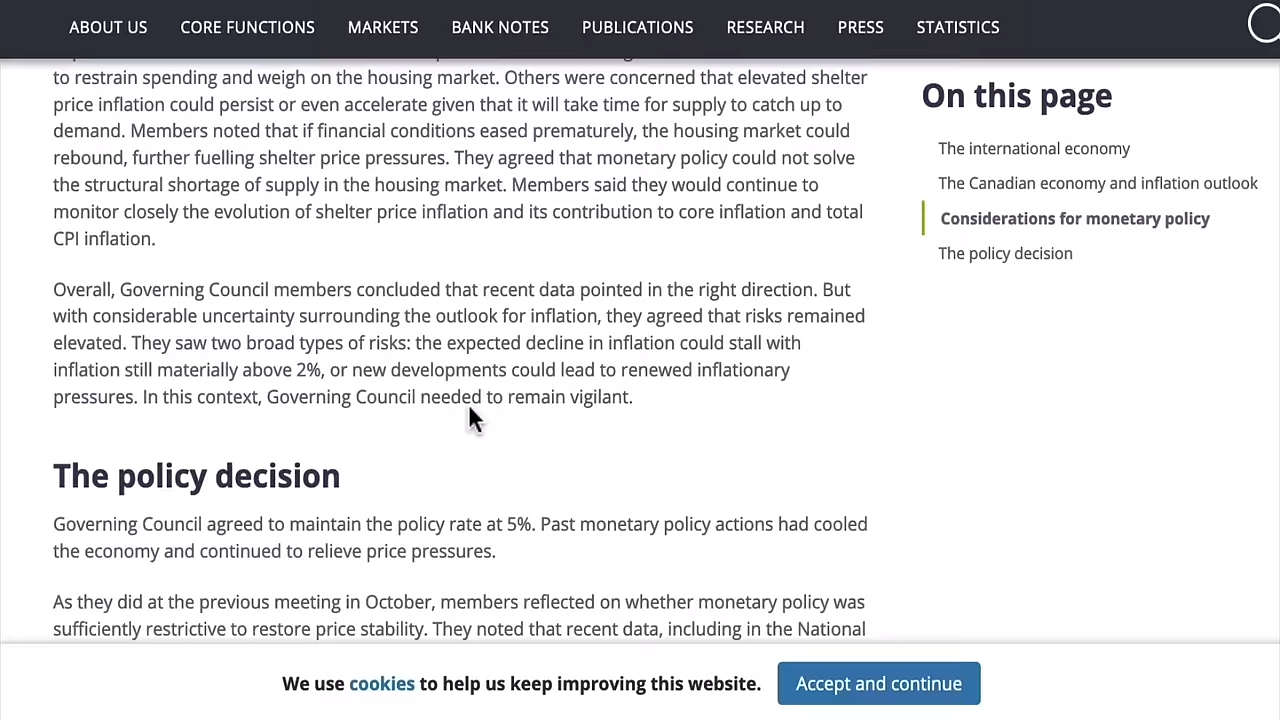 ABOUT US CORE FUNCTIONS MARKETS BANK NOTES PUBLICATIONS RESEARCH PRESS STATISTICS
to restrain spending and weigh on the housing market. Others were concerned that elevated shelter
price inflation could persist or even accelerate given that it will take time for supply to catch up to
demand. Members noted that if financial conditions eased prematurely, the housing market could
rebound, further fuelling shelter price pressures. They agreed that monetary policy could not solve
the structural shortage of supply in the housing market. Members said they would continue to
monitor closely the evolution of shelter price inflation and its contribution to core inflation and total
CPI inflation.
Overall, Governing Council members concluded that recent data pointed in the right direction. But
with considerable uncertainty surrounding the outlook for inflation, they agreed that risks remained
elevated. They saw two broad types of risks: the expected decline in inflation could stall with
inflation still materially above 2%, or new developments could lead to renewed inflationary
pressures. In this context, Governing Council needed to remain vigilant.
The policy decision
Governing Council agreed to maintain the policy rate at 5%. Past monetary policy actions had cooled
the economy and continued to relieve price pressures.
As they did at the previous meeting in October, members reflected on whether monetary policy was
sufficiently restrictive to restore price stability. They noted that recent data, including in the National
On this page
The international economy
The Canadian economy and inflation outlook
Considerations for monetary policy
The policy decision
We use cookies to help us keep improving this website.
Accept and continue